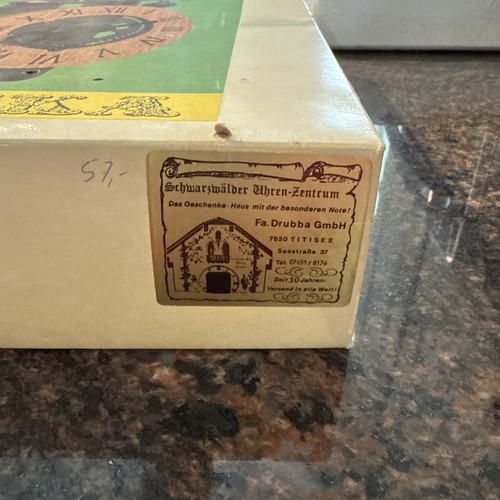 57,-
Schwarzwälder Uhren-Zentrum
Das Geschenke-Haus mit der besonderen Note!
Fa. Drubba GmbH
7820 TITISEE
Seestraße 37
Tel. 07651 / 8176
Seit 30 Jahren:
Versand in alle Welt!